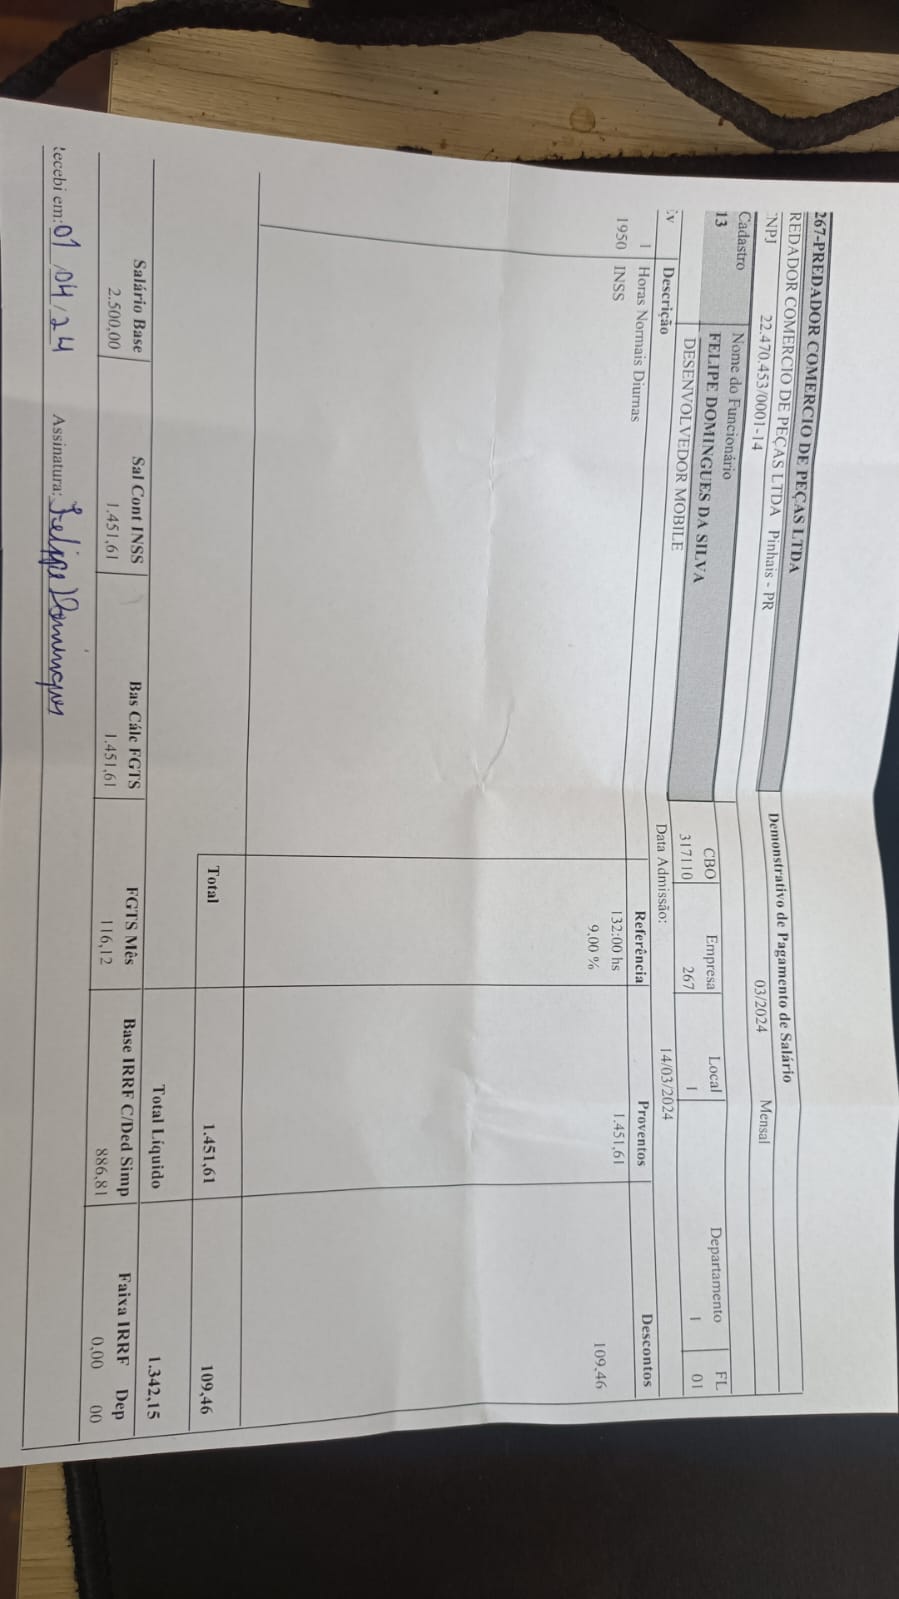 267-PREDADOR COMERCIO DE PEÇAS LTDA
REDADOR COMERCIO DE PEÇAS LTDA Demonstrativo de Pagamento de Salário
CNPJ 22.470.453/0001-14 Pinhais - PR 03/2024 Mensal
Cadastro Nome do Funcionário CBO Empresa Local Departamento FL
13 FELIPE DOMINGUES DA SILVA 317110 267 1 1 01
DESENVOLVEDOR MOBILE Data Admissão: 14/03/2024
Ev Descrição Referência Proventos Descontos
1 Horas Normais Diurnas 132:00 hs 1.451,61
1950 INSS 9,00 % 109,46
Total 1.451,61 109,46
Total Líquido 1.342,15
Salário Base Sal Cont INSS Bas Cálc FGTS FGTS Mês Base IRRF C/Ded Simp Faixa IRRF Dep
2.500,00 1.451,61 1.451,61 116,12 886,81 0,00 00
Recebi em: 01/04/24 Assinatura: Felipe Domingues